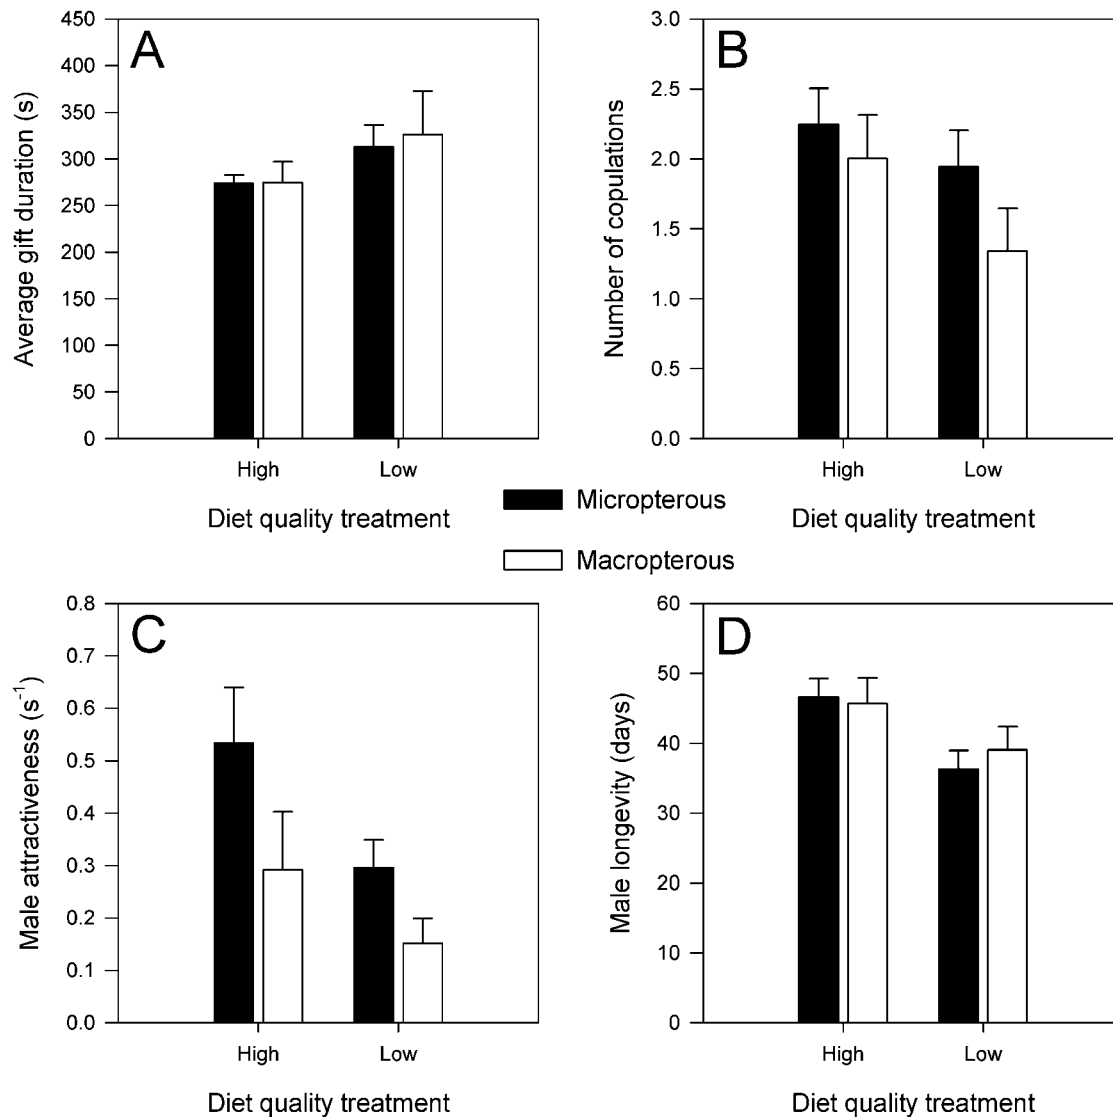 A
Average gift duration (s)
450
400
350
300
250
200
150
100
50
0
High
Low
Diet quality treatment
B
Number of copulations
3.0
2.5
2.0
1.5
1.0
0.5
0.0
High
Low
Diet quality treatment
Micropterous
Macropterous
C
Male attractiveness (s⁻¹)
0.8
0.7
0.6
0.5
0.4
0.3
0.2
0.1
0.0
High
Low
Diet quality treatment
D
Male longevity (days)
60
50
40
30
20
10
0
High
Low
Diet quality treatment